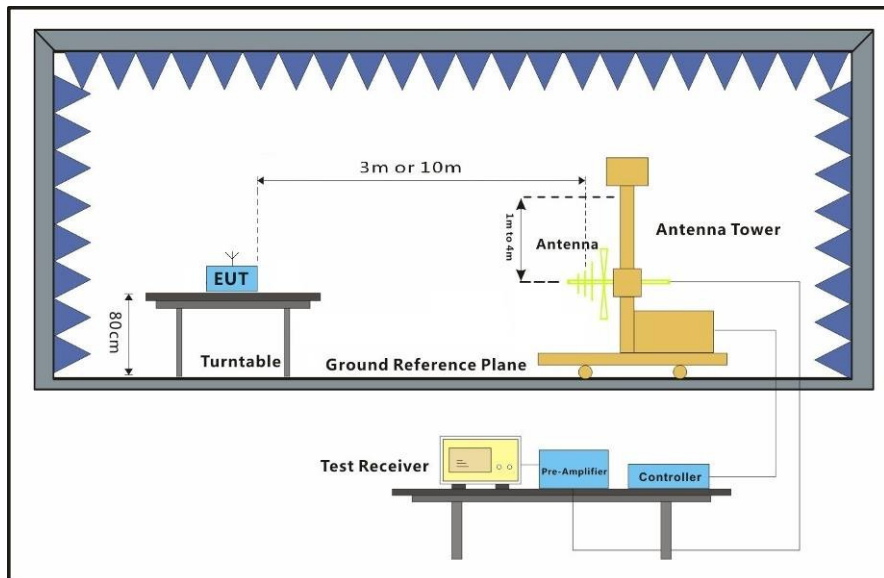 3m or 10m
1m to 4m
Antenna
Antenna Tower
EUT
80cm
Turntable
Ground Reference Plane
Test Receiver
Pre-Amplifier
Controller